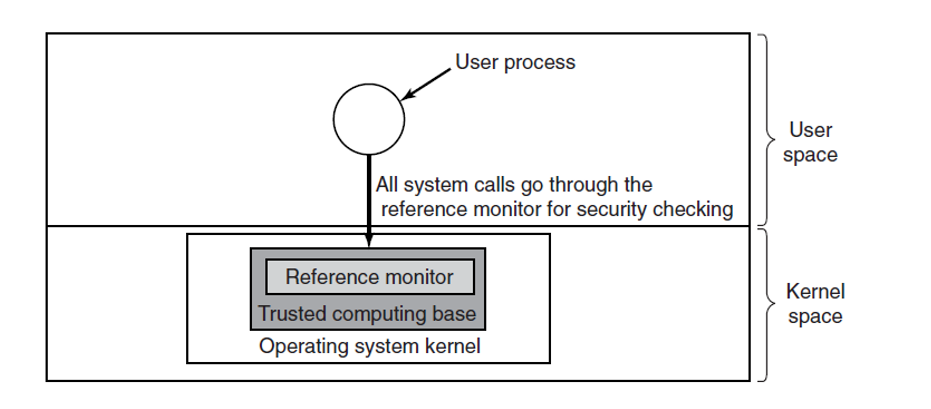 User process
User
space
All system calls go through the
reference monitor for security checking
Reference monitor
Trusted computing base
Operating system kernel
Kernel
space